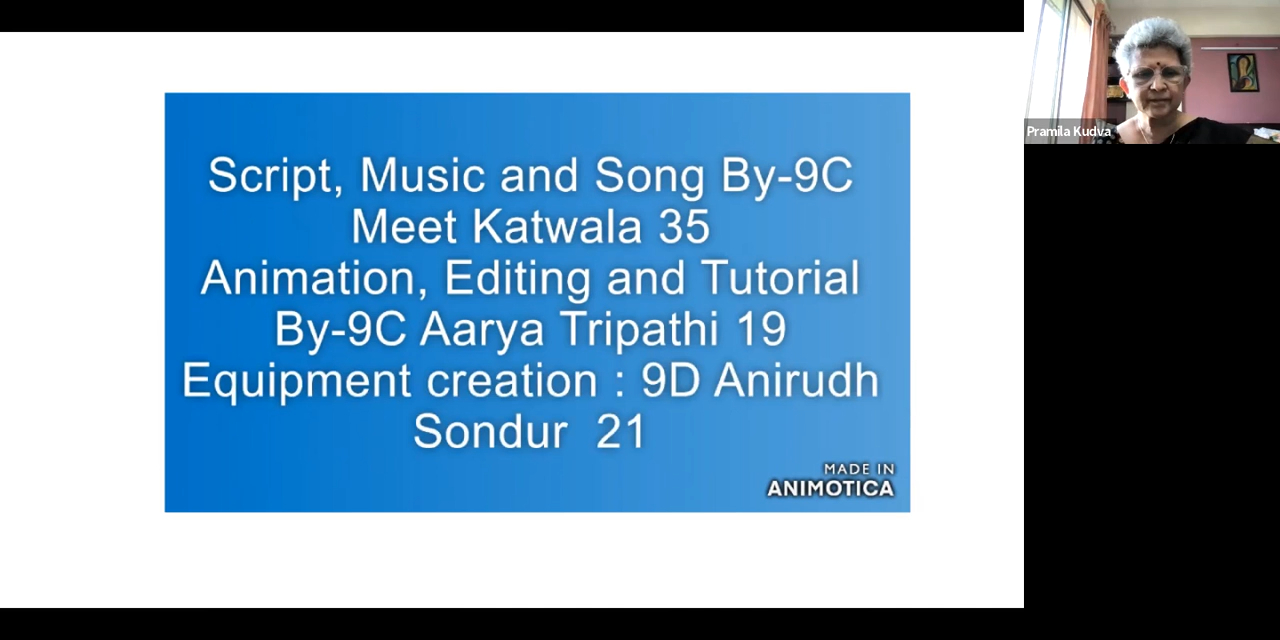 Script, Music and Song By-9C
Meet Katwala 35
Animation, Editing and Tutorial
By-9C Aarya Tripathi 19
Equipment creation : 9D Anirudh
Sondur 21
MADE IN
ANIMOTICA
Pramila Kudva